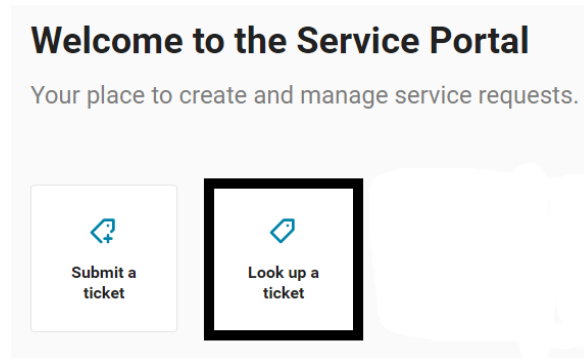 Welcome to the Service Portal
Your place to create and manage service requests.
Submit a
ticket
Look up a
ticket